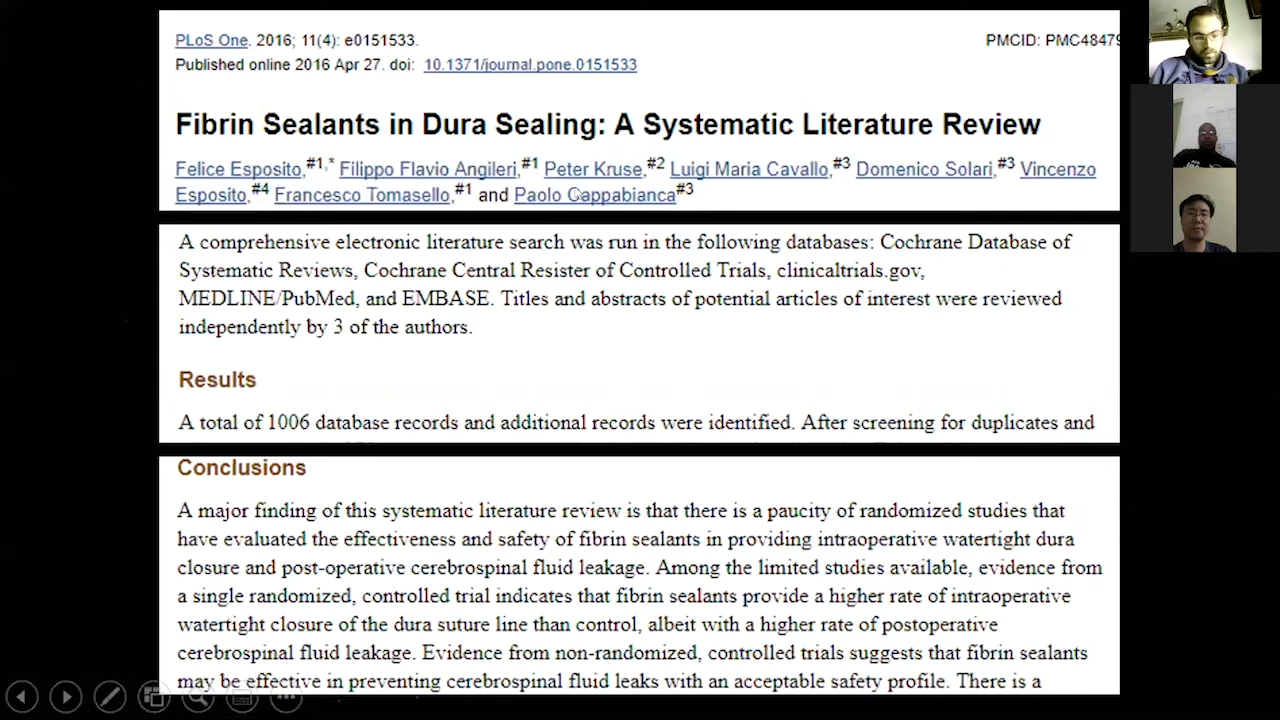 PLoS One. 2016; 11(4): e0151533.
PMCID: PMC4847
Published online 2016 Apr 27. doi: 10.1371/journal.pone.0151533
Fibrin Sealants in Dura Sealing: A Systematic Literature Review
Felice Esposito,#1,* Filippo Flavio Angileri,#1 Peter Kruse,#2 Luigi Maria Cavallo,#3 Domenico Solari,#3 Vincenzo
Esposito,#4 Francesco Tomasello,#1 and Paolo Cappabianca#3
A comprehensive electronic literature search was run in the following databases: Cochrane Database of
Systematic Reviews, Cochrane Central Resister of Controlled Trials, clinicaltrials.gov,
MEDLINE/PubMed, and EMBASE. Titles and abstracts of potential articles of interest were reviewed
independently by 3 of the authors.
Results
A total of 1006 database records and additional records were identified. After screening for duplicates and
Conclusions
A major finding of this systematic literature review is that there is a paucity of randomized studies that
have evaluated the effectiveness and safety of fibrin sealants in providing intraoperative watertight dura
closure and post-operative cerebrospinal fluid leakage. Among the limited studies available, evidence from
a single randomized, controlled trial indicates that fibrin sealants provide a higher rate of intraoperative
watertight closure of the dura suture line than control, albeit with a higher rate of postoperative
cerebrospinal fluid leakage. Evidence from non-randomized, controlled trials suggests that fibrin sealants
may be effective in preventing cerebrospinal fluid leaks with an acceptable safety profile. There is a